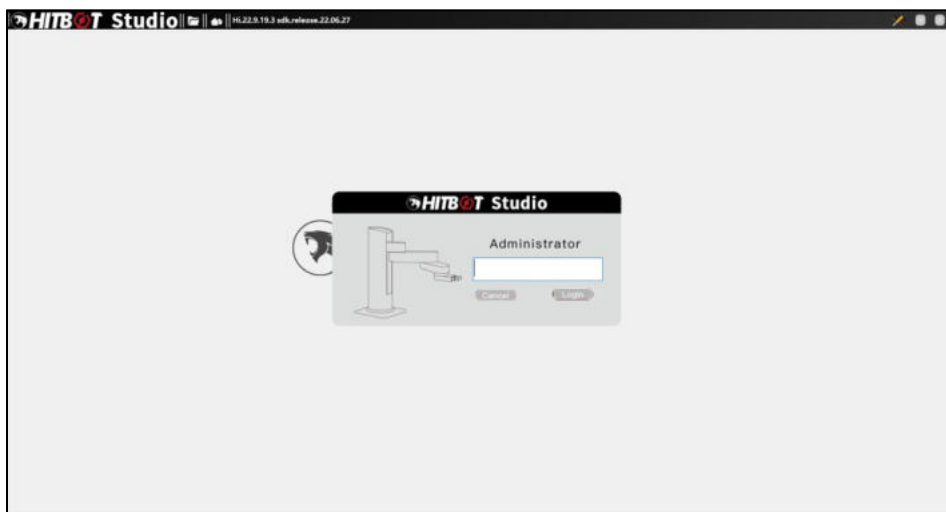 HITBOT Studio Hi.22.9.19.3 sdk.release.22.06.27
HITBOT Studio
Administrator
Cancel Login